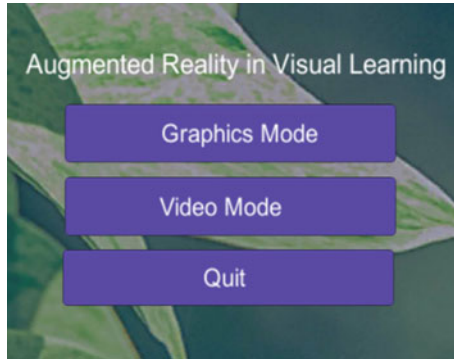 Augmented Reality in Visual Learning
Graphics Mode
Video Mode
Quit